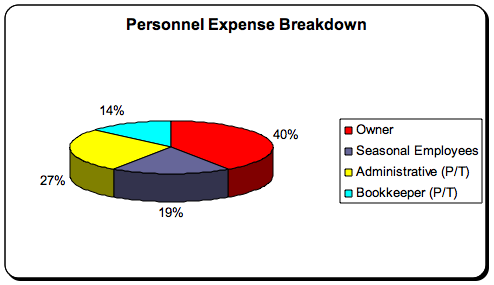 Personnel Expense Breakdown
14%
40%
27%
19%
Owner
Seasonal Employees
Administrative (P/T)
Bookkeeper (P/T)